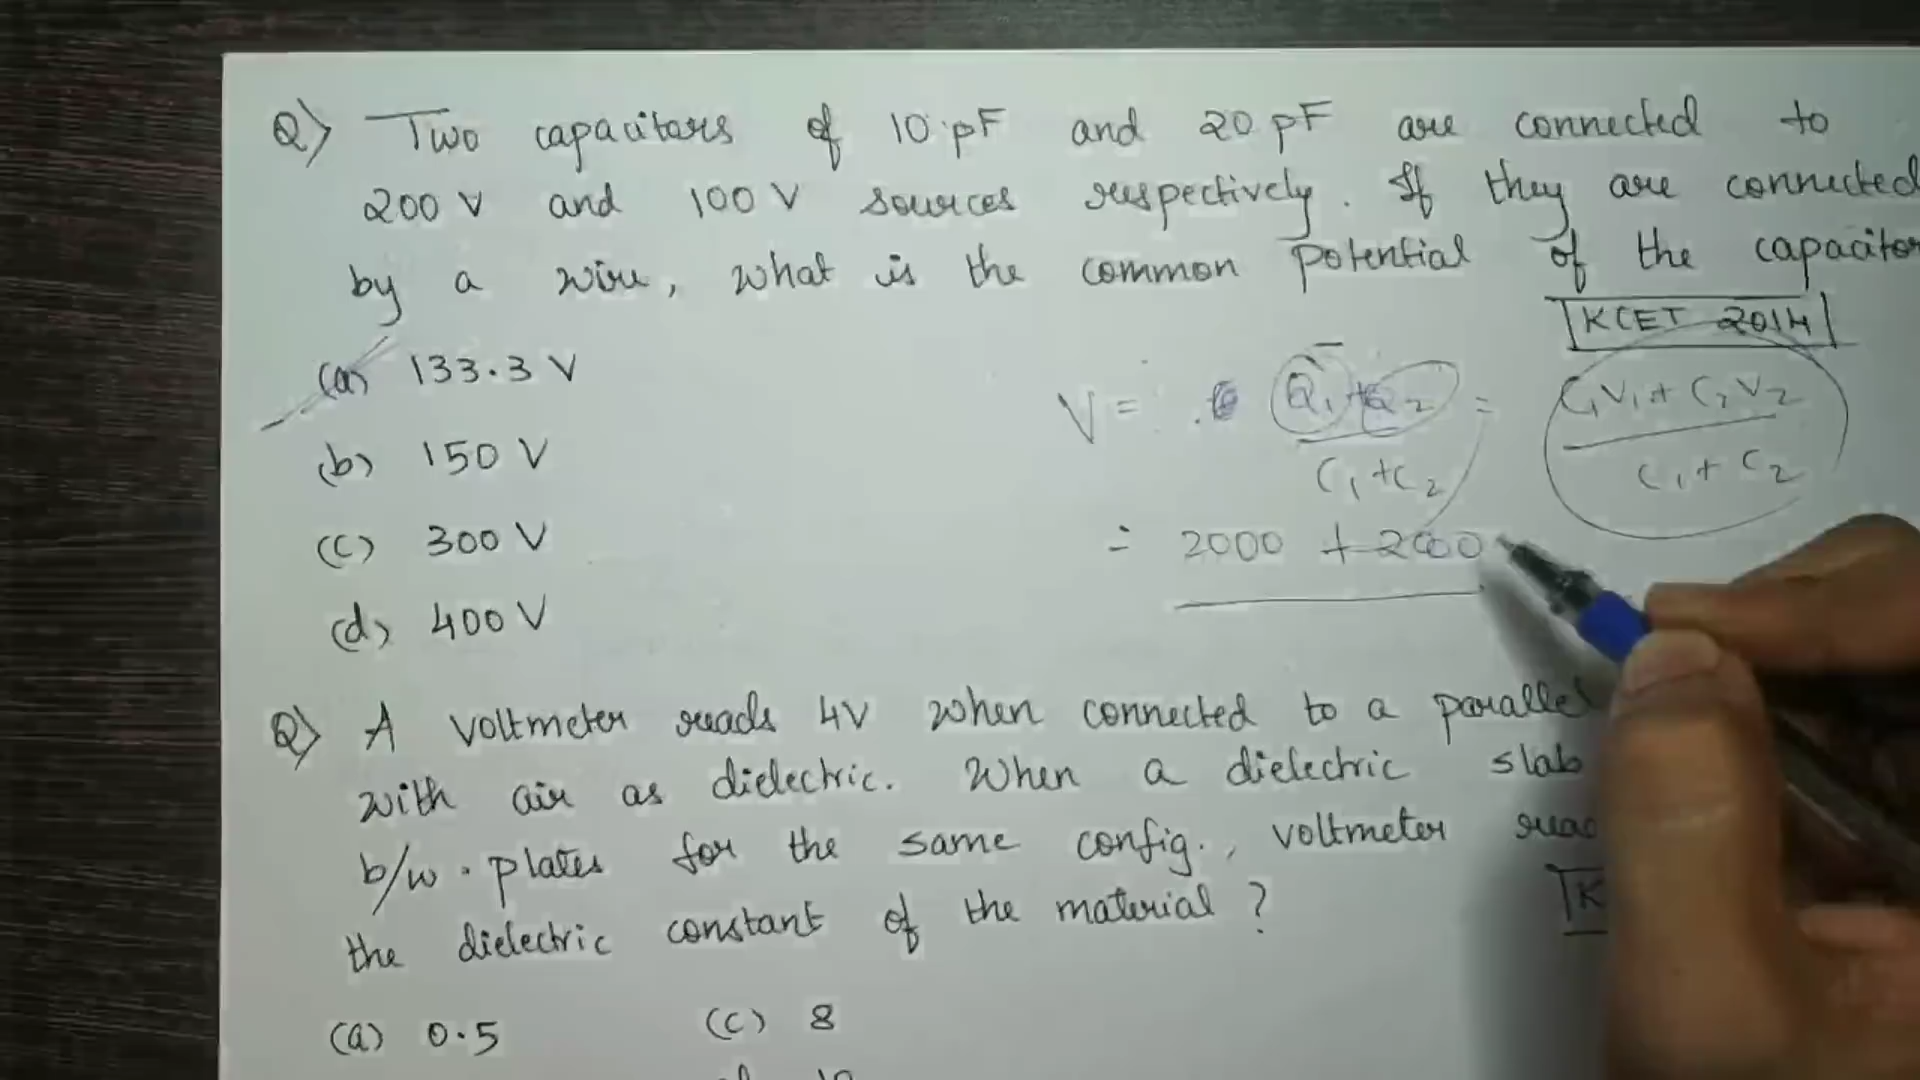 Q) Two capacitors of 10 pF and 20 pF are connected to
200 V and 100 V sources respectively. If they are connected
by a wire, what is the common potential of the capacitor
[KCET 2014]
(a) 133.3 V
(b) 150 V
(c) 300 V
(d) 400 V
V = Q1+Q2 / C1+C2 = C1V1 + C2V2 / C1 + C2
= 2000 + 2000
Q) A voltmeter reads 4V when connected to a parallel
with air as dielectric. When a dielectric slab
b/w. plates for the same config., voltmeter
the dielectric constant of the material ?
(a) 0.5
(c) 8